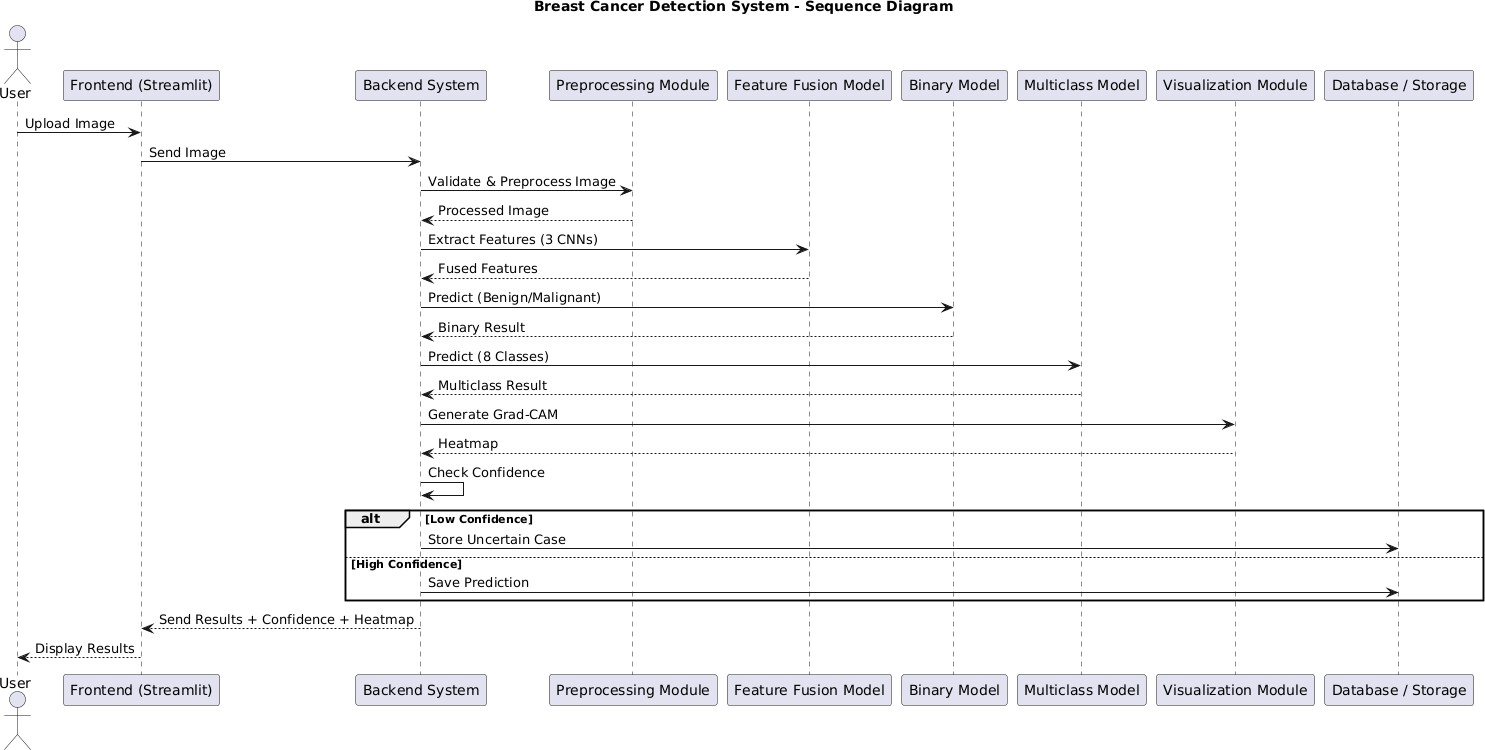 Breast Cancer Detection System - Sequence Diagram
User
Frontend (Streamlit)
Backend System
Preprocessing Module
Feature Fusion Model
Binary Model
Multiclass Model
Visualization Module
Database / Storage
Upload Image
Send Image
Validate & Preprocess Image
Processed Image
Extract Features (3 CNNs)
Fused Features
Predict (Benign/Malignant)
Binary Result
Predict (8 Classes)
Multiclass Result
Generate Grad-CAM
Heatmap
Check Confidence
alt
[Low Confidence]
Store Uncertain Case
[High Confidence]
Save Prediction
Send Results + Confidence + Heatmap
Display Results
User
Frontend (Streamlit)
Backend System
Preprocessing Module
Feature Fusion Model
Binary Model
Multiclass Model
Visualization Module
Database / Storage